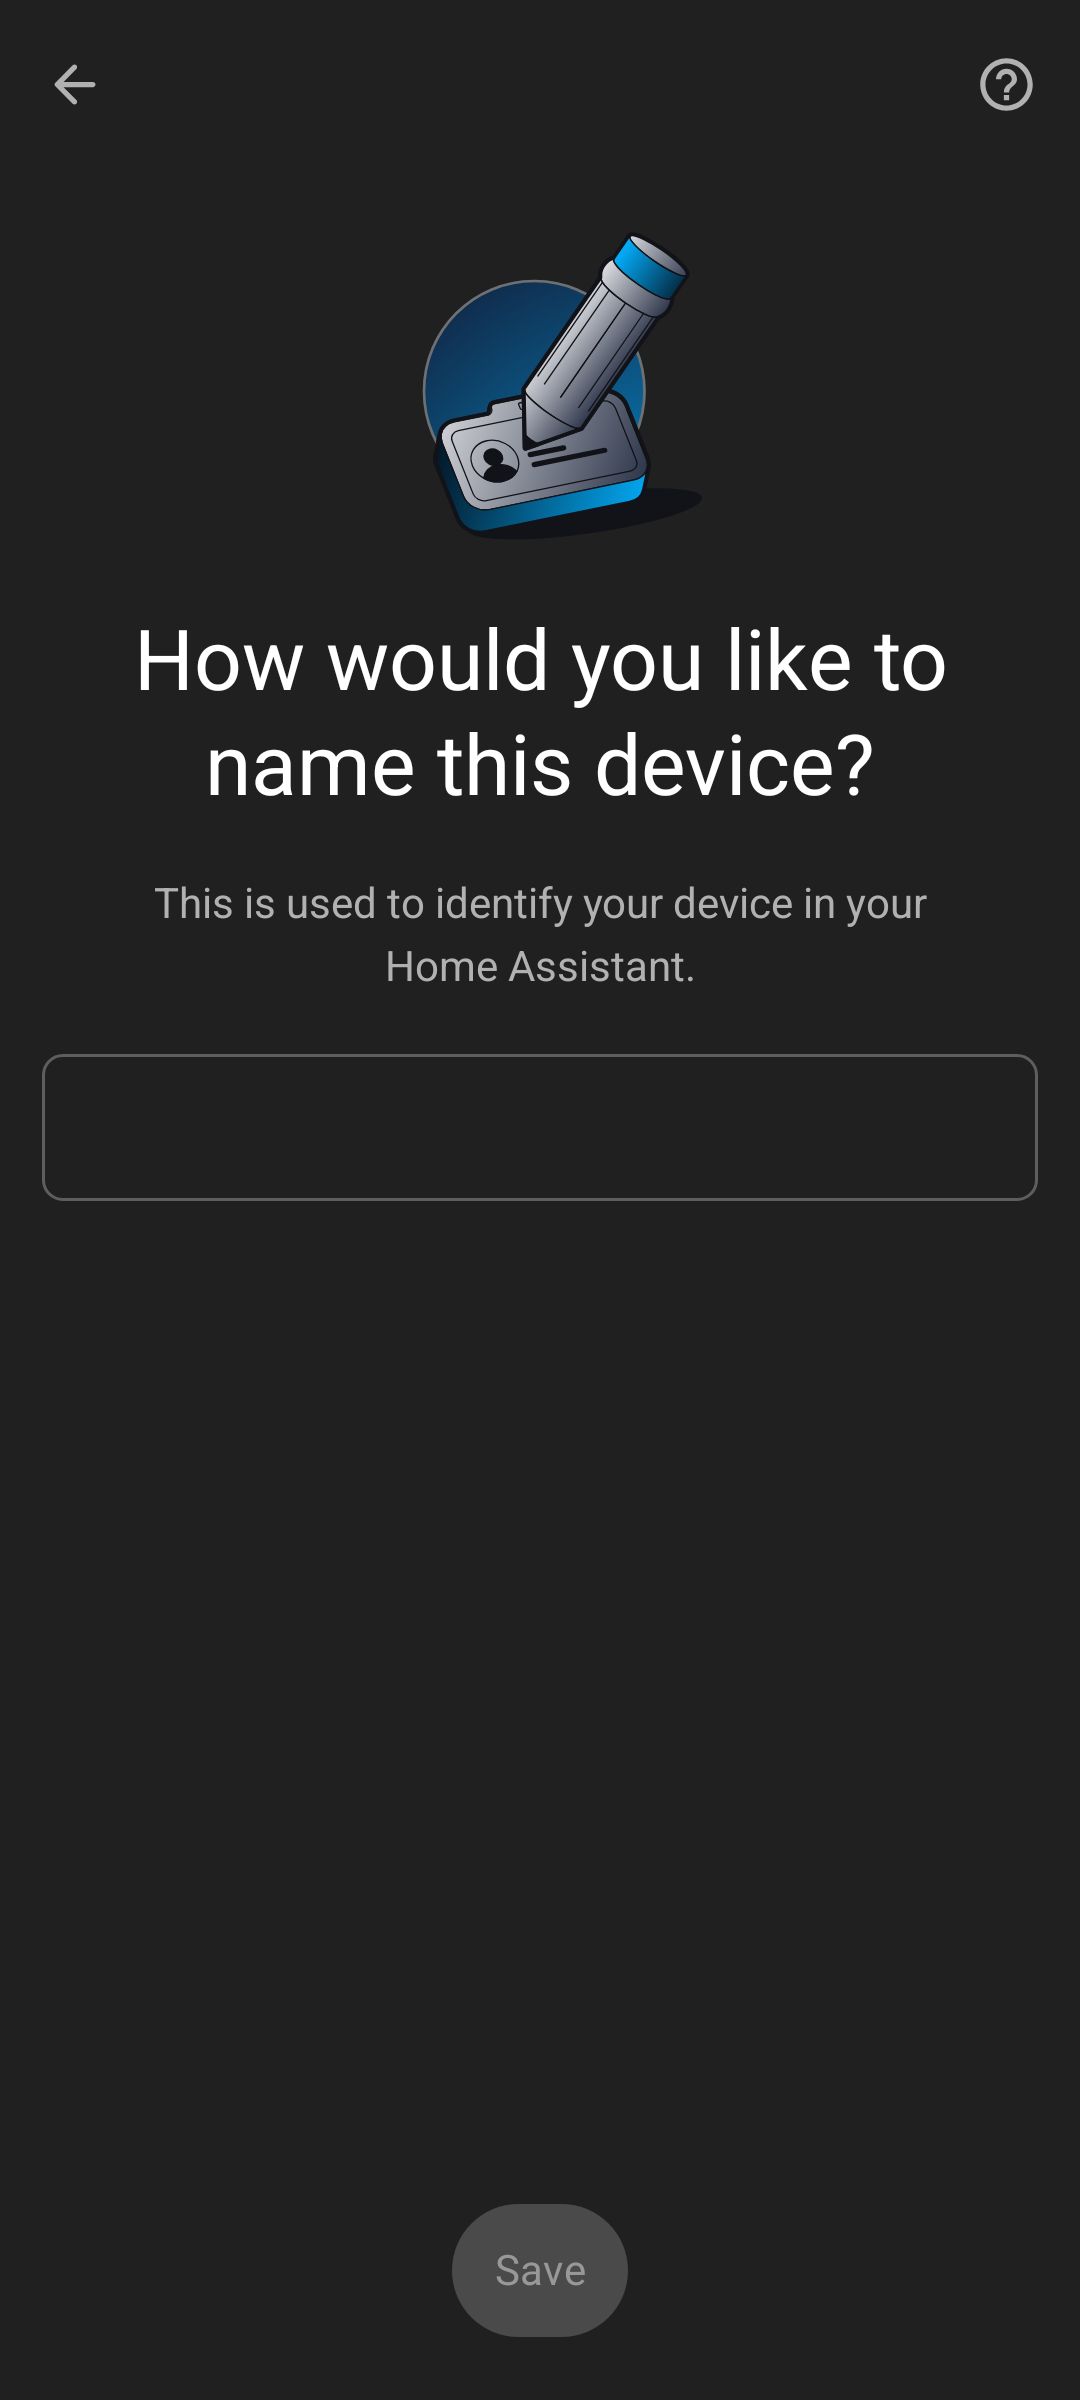 How would you like to
name this device?
This is used to identify your device in your
Home Assistant.
Save